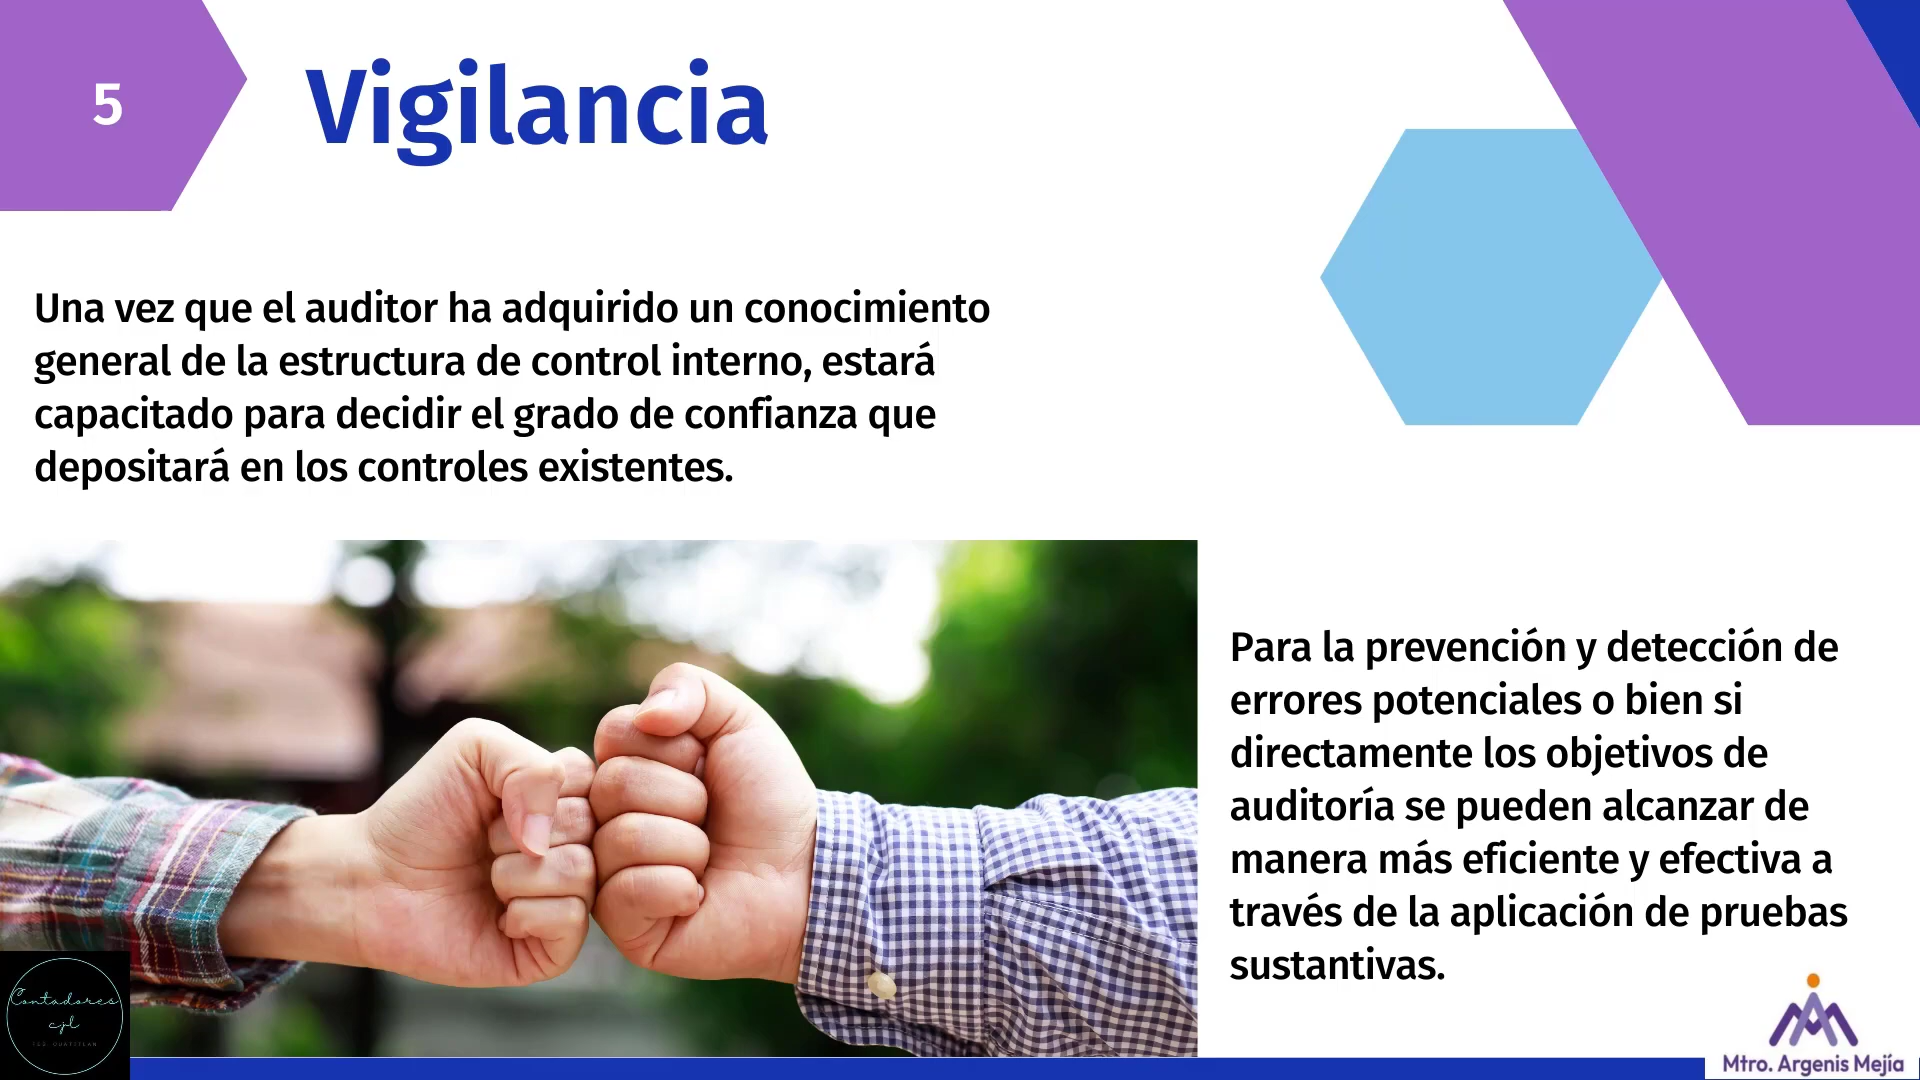 5
Vigilancia
Una vez que el auditor ha adquirido un conocimiento
general de la estructura de control interno, estará
capacitado para decidir el grado de confianza que
depositará en los controles existentes.
Para la prevención y detección de
errores potenciales o bien si
directamente los objetivos de
auditoría se pueden alcanzar de
manera más eficiente y efectiva a
través de la aplicación de pruebas
sustantivas.
Contadores
cjl
Mtro. Argenis Mejía